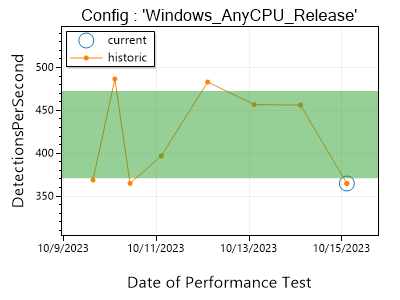 Config : 'Windows_AnyCPU_Release'
current
historic
DetectionsPerSecond
500
450
400
350
10/9/2023
10/11/2023
10/13/2023
10/15/2023
Date of Performance Test